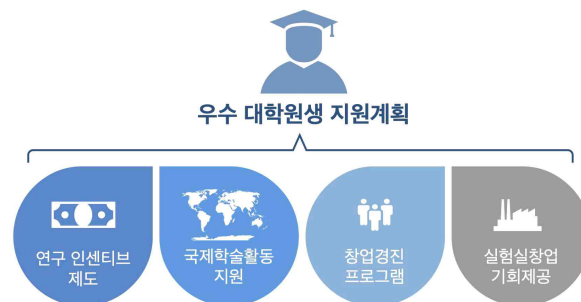 우수 대학원생 지원계획
연구 인센티브
제도
국제학술활동
지원
창업경진
프로그램
실험실창업
기회제공